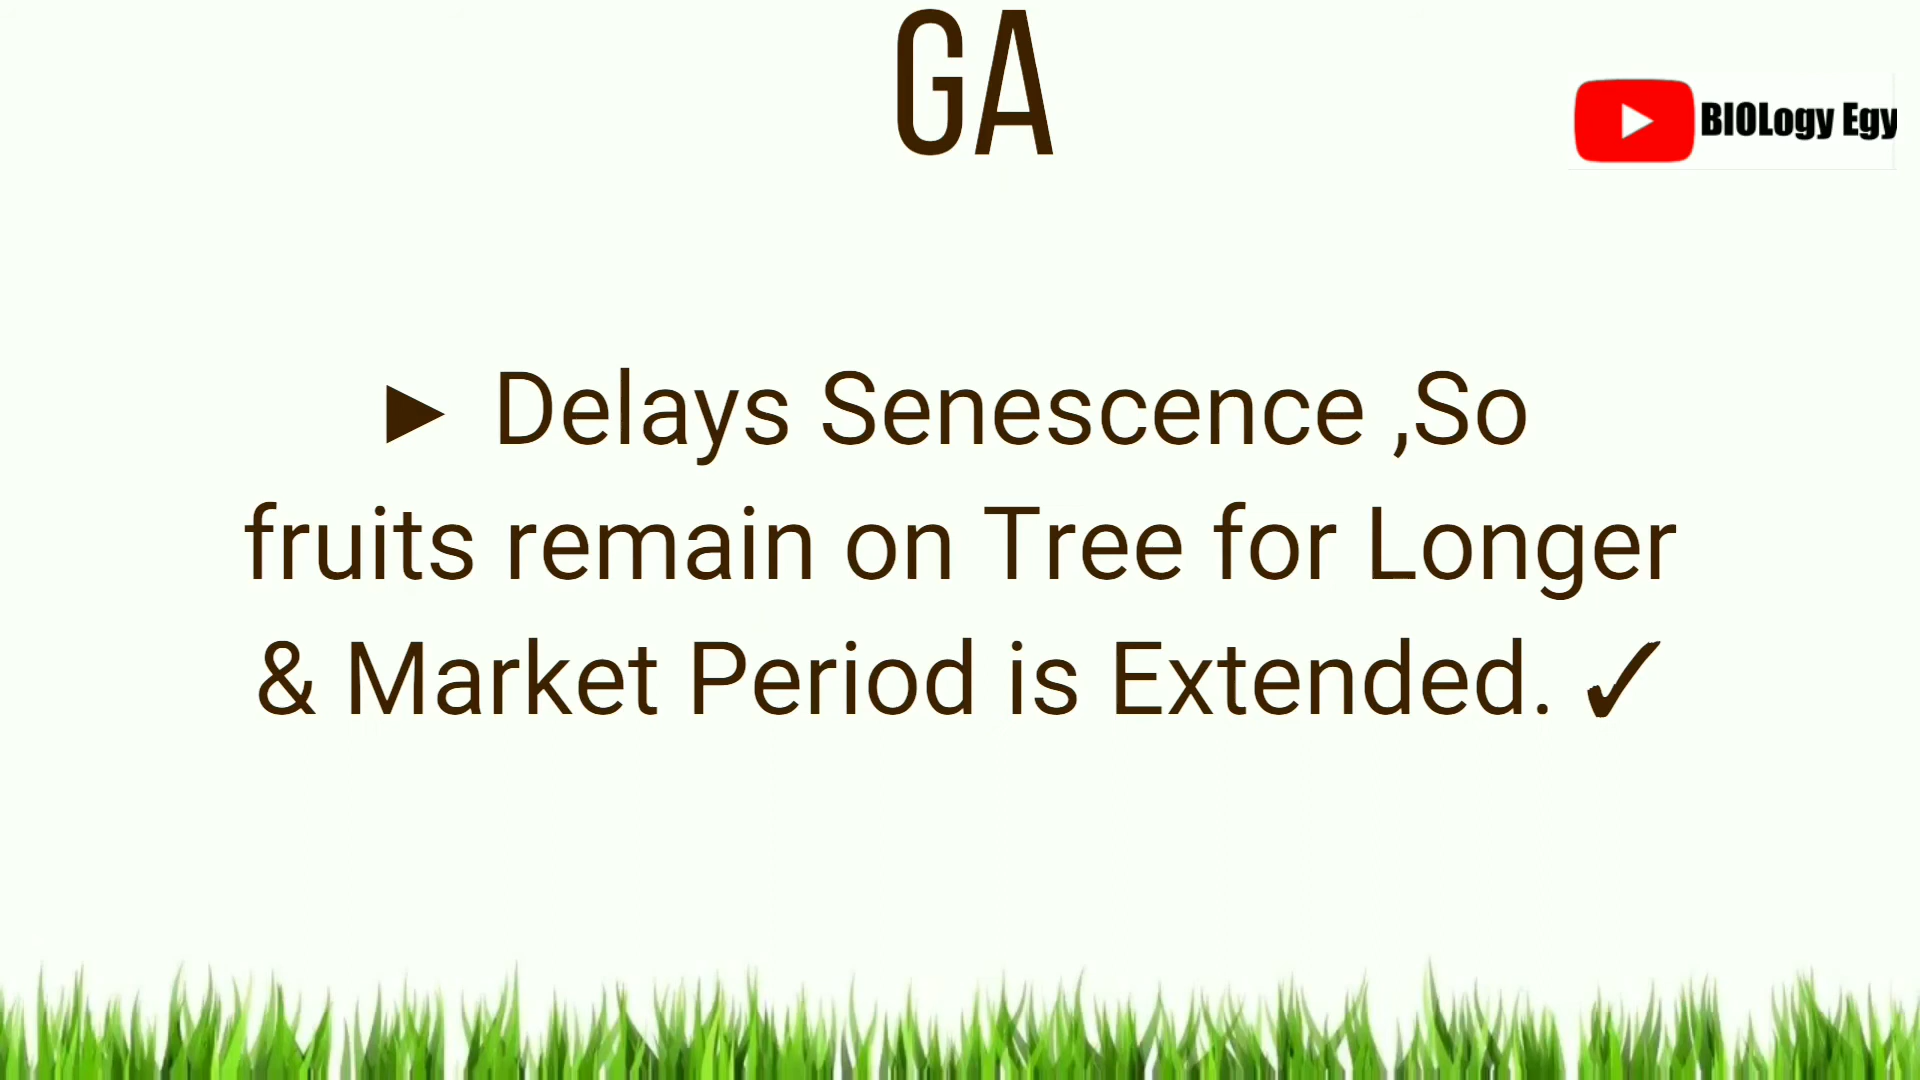 GA
BIOLogy Egy
► Delays Senescence ,So
fruits remain on Tree for Longer
& Market Period is Extended. ✓